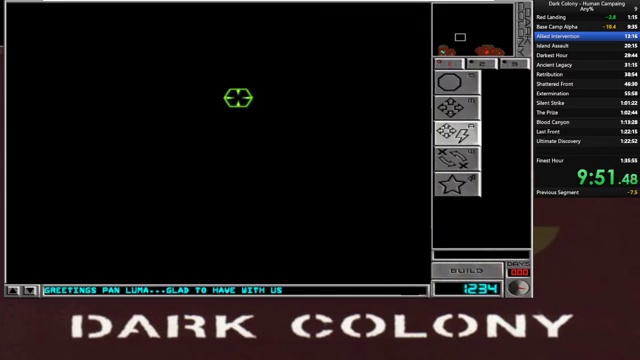 Dark Colony - Human Campaing
Any%
9
Red Landing -2.8 1:15
Base Camp Alpha -10.4 9:35
Allied Intervention 13:16
Island Assault 20:15
Darkest Hour 29:44
Ancient Legacy 31:15
Retribution 38:54
Shattered Front 46:30
Extermination 55:58
Silent Strike 1:01:22
The Prize 1:02:44
Blood Canyon 1:13:28
Last Front 1:22:15
Ultimate Discovery 1:22:52
Finest Hour 1:35:55
9:51.48
Previous Segment -7.5
DARK COLONY
BUILD
DAYS
000
1234
GREETINGS PAN LUMA...GLAD TO HAVE WITH US
DARK COLONY